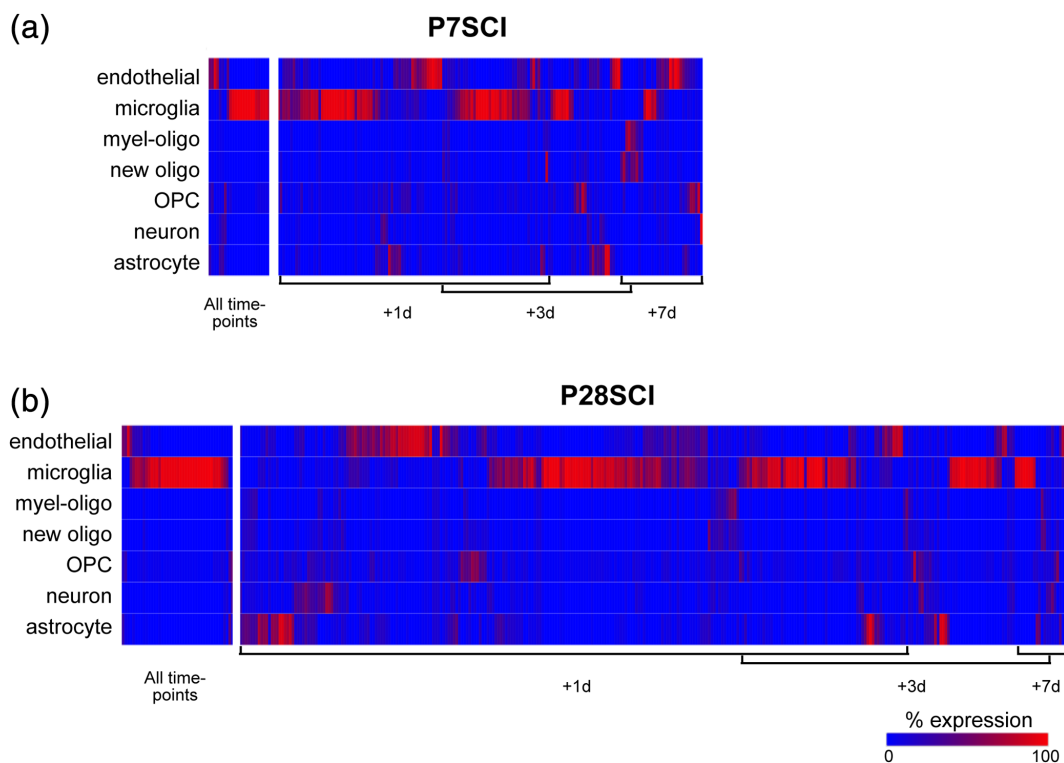 (a)
P7SCI
endothelial
microglia
myel-oligo
new oligo
OPC
neuron
astrocyte
All time-
points
+1d
+3d
+7d
(b)
P28SCI
endothelial
microglia
myel-oligo
new oligo
OPC
neuron
astrocyte
All time-
points
+1d
+3d
+7d
% expression
0
100